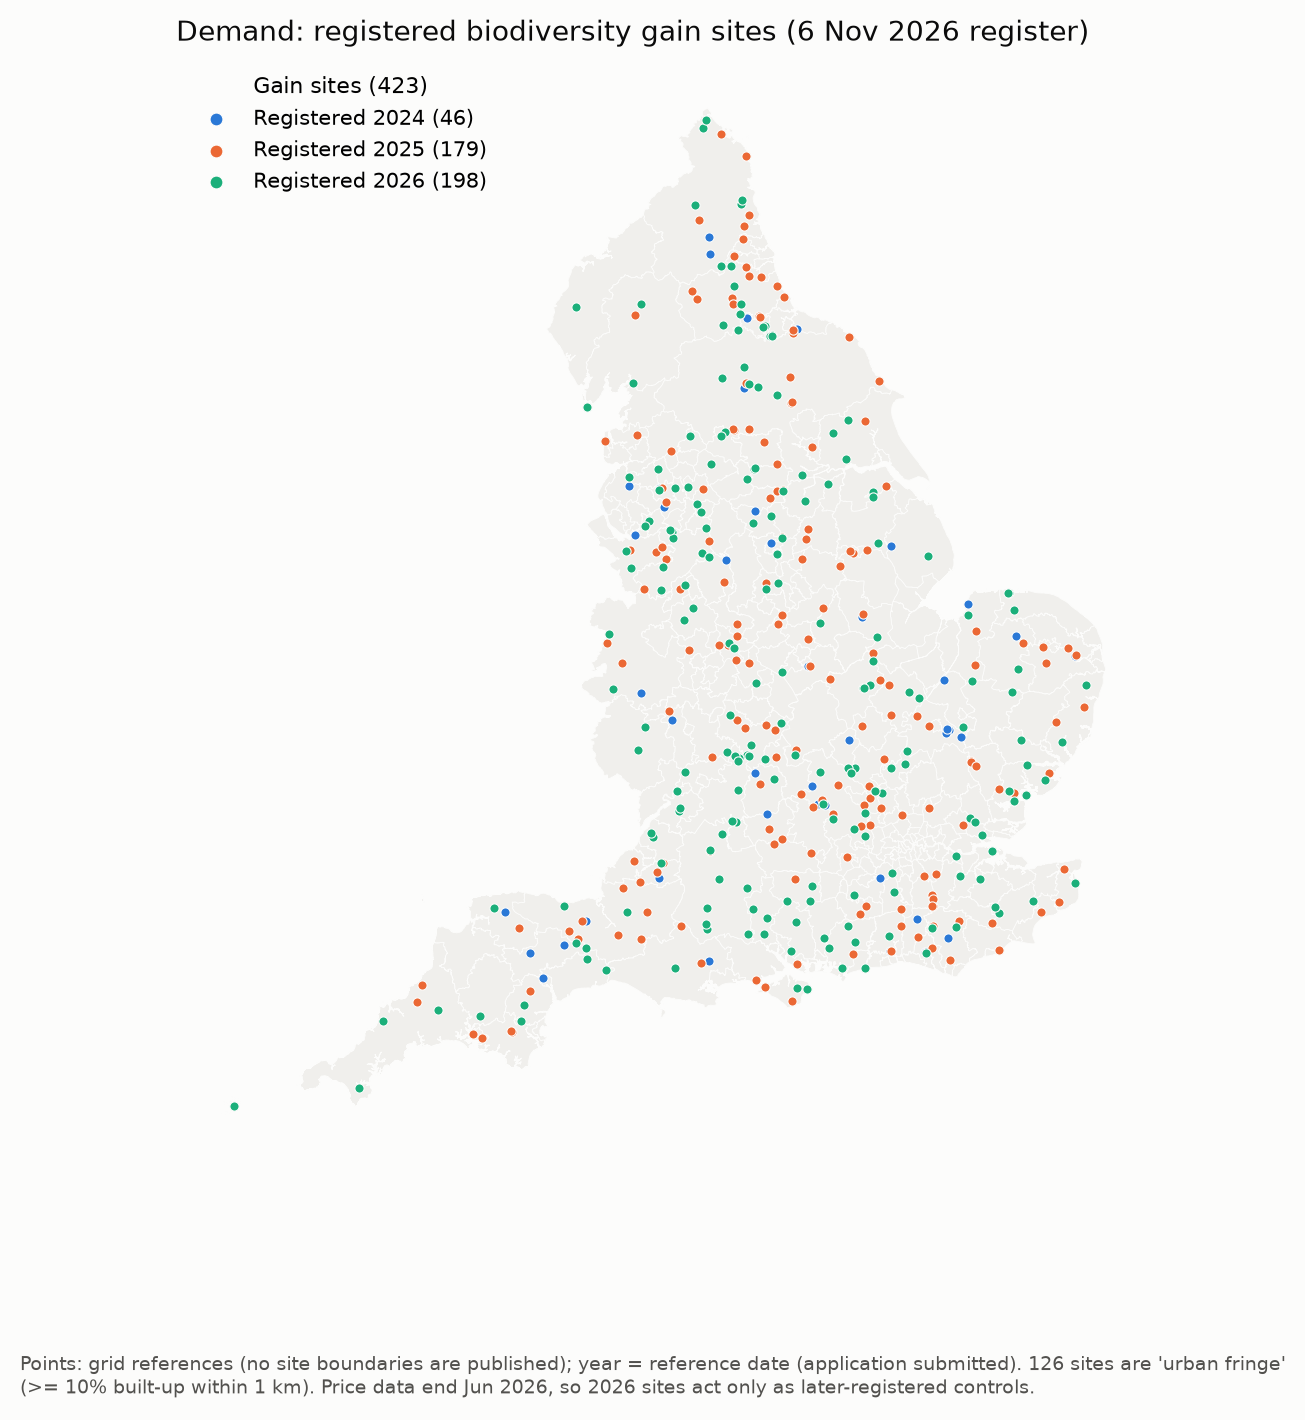 Demand: registered biodiversity gain sites (6 Nov 2026 register)
Gain sites (423)
Registered 2024 (46)
Registered 2025 (179)
Registered 2026 (198)
Points: grid references (no site boundaries are published); year = reference date (application submitted). 126 sites are 'urban fringe'
(>= 10% built-up within 1 km). Price data end Jun 2026, so 2026 sites act only as later-registered controls.